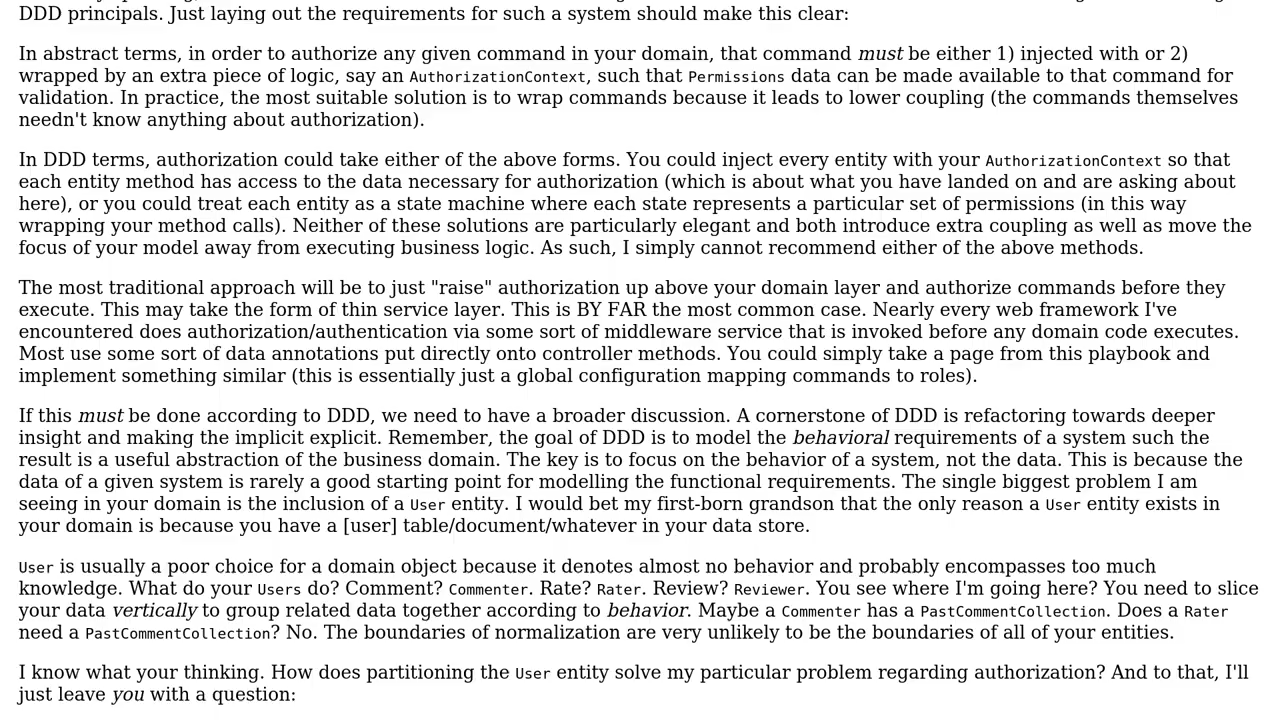 DDD principals. Just laying out the requirements for such a system should make this clear:
In abstract terms, in order to authorize any given command in your domain, that command must be either 1) injected with or 2)
wrapped by an extra piece of logic, say an AuthorizationContext, such that Permissions data can be made available to that command for
validation. In practice, the most suitable solution is to wrap commands because it leads to lower coupling (the commands themselves
needn't know anything about authorization).
In DDD terms, authorization could take either of the above forms. You could inject every entity with your AuthorizationContext so that
each entity method has access to the data necessary for authorization (which is about what you have landed on and are asking about
here), or you could treat each entity as a state machine where each state represents a particular set of permissions (in this way
wrapping your method calls). Neither of these solutions are particularly elegant and both introduce extra coupling as well as move the
focus of your model away from executing business logic. As such, I simply cannot recommend either of the above methods.
The most traditional approach will be to just "raise" authorization up above your domain layer and authorize commands before they
execute. This may take the form of thin service layer. This is BY FAR the most common case. Nearly every web framework I've
encountered does authorization/authentication via some sort of middleware service that is invoked before any domain code executes.
Most use some sort of data annotations put directly onto controller methods. You could simply take a page from this playbook and
implement something similar (this is essentially just a global configuration mapping commands to roles).
If this must be done according to DDD, we need to have a broader discussion. A cornerstone of DDD is refactoring towards deeper
insight and making the implicit explicit. Remember, the goal of DDD is to model the behavioral requirements of a system such the
result is a useful abstraction of the business domain. The key is to focus on the behavior of a system, not the data. This is because the
data of a given system is rarely a good starting point for modelling the functional requirements. The single biggest problem I am
seeing in your domain is the inclusion of a User entity. I would bet my first-born grandson that the only reason a User entity exists in
your domain is because you have a [user] table/document/whatever in your data store.
User is usually a poor choice for a domain object because it denotes almost no behavior and probably encompasses too much
knowledge. What do your Users do? Comment? Commenter. Rate? Rater. Review? Reviewer. You see where I'm going here? You need to slice
your data vertically to group related data together according to behavior. Maybe a Commenter has a PastCommentCollection. Does a Rater
need a PastCommentCollection? No. The boundaries of normalization are very unlikely to be the boundaries of all of your entities.
I know what your thinking. How does partitioning the User entity solve my particular problem regarding authorization? And to that, I'll
just leave you with a question: